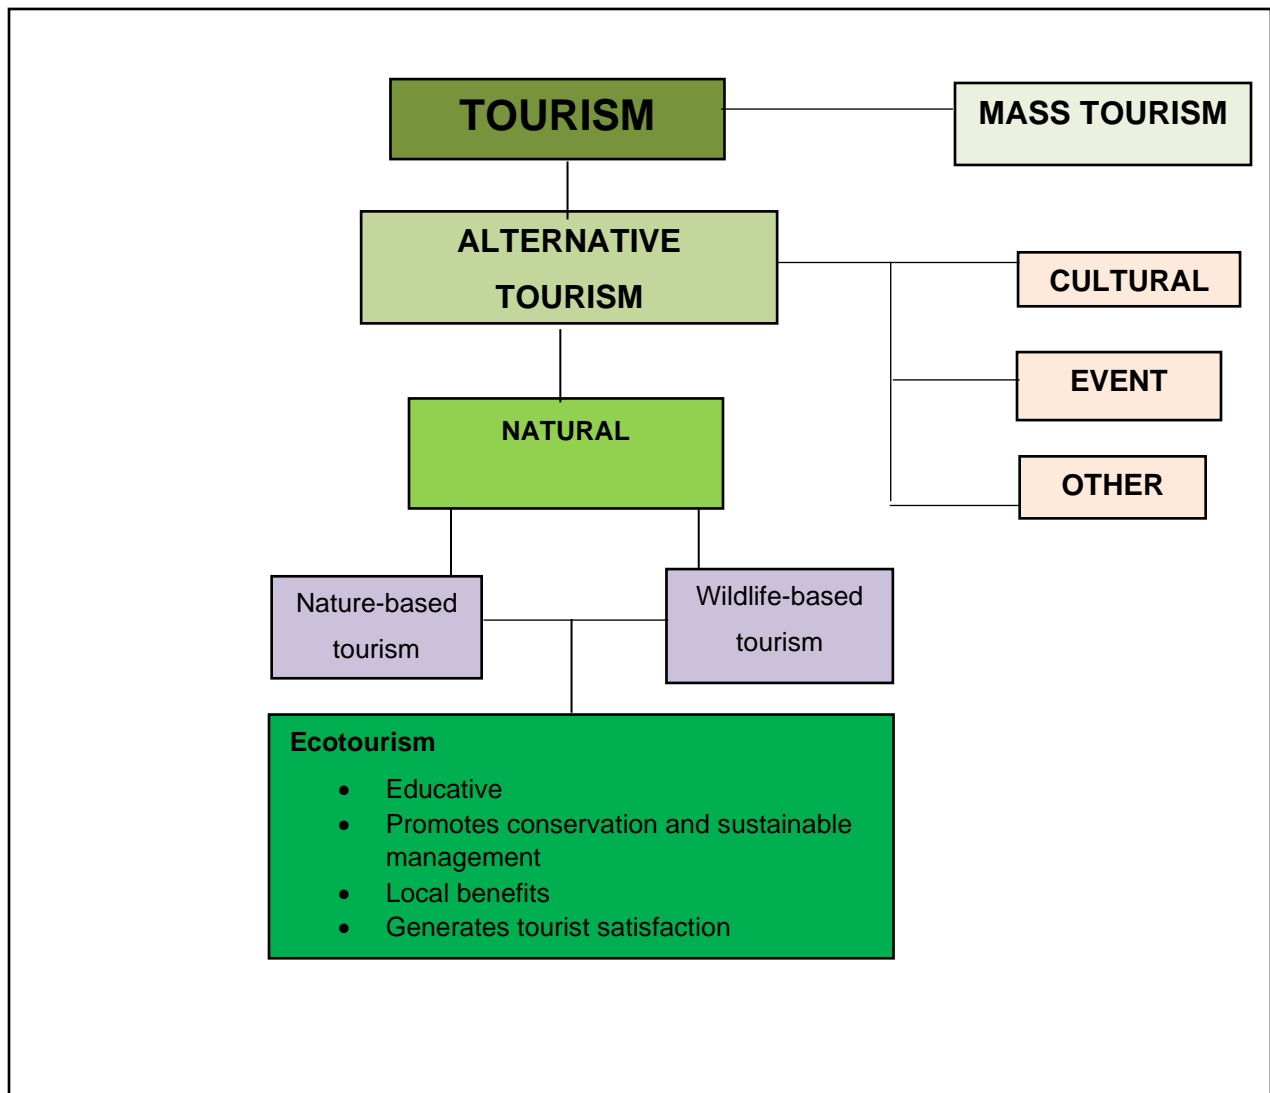 TOURISM
MASS TOURISM
ALTERNATIVE
TOURISM
CULTURAL
EVENT
NATURAL
OTHER
Nature-based
tourism
Wildlife-based
tourism
Ecotourism
• Educative
• Promotes conservation and sustainable
management
• Local benefits
• Generates tourist satisfaction